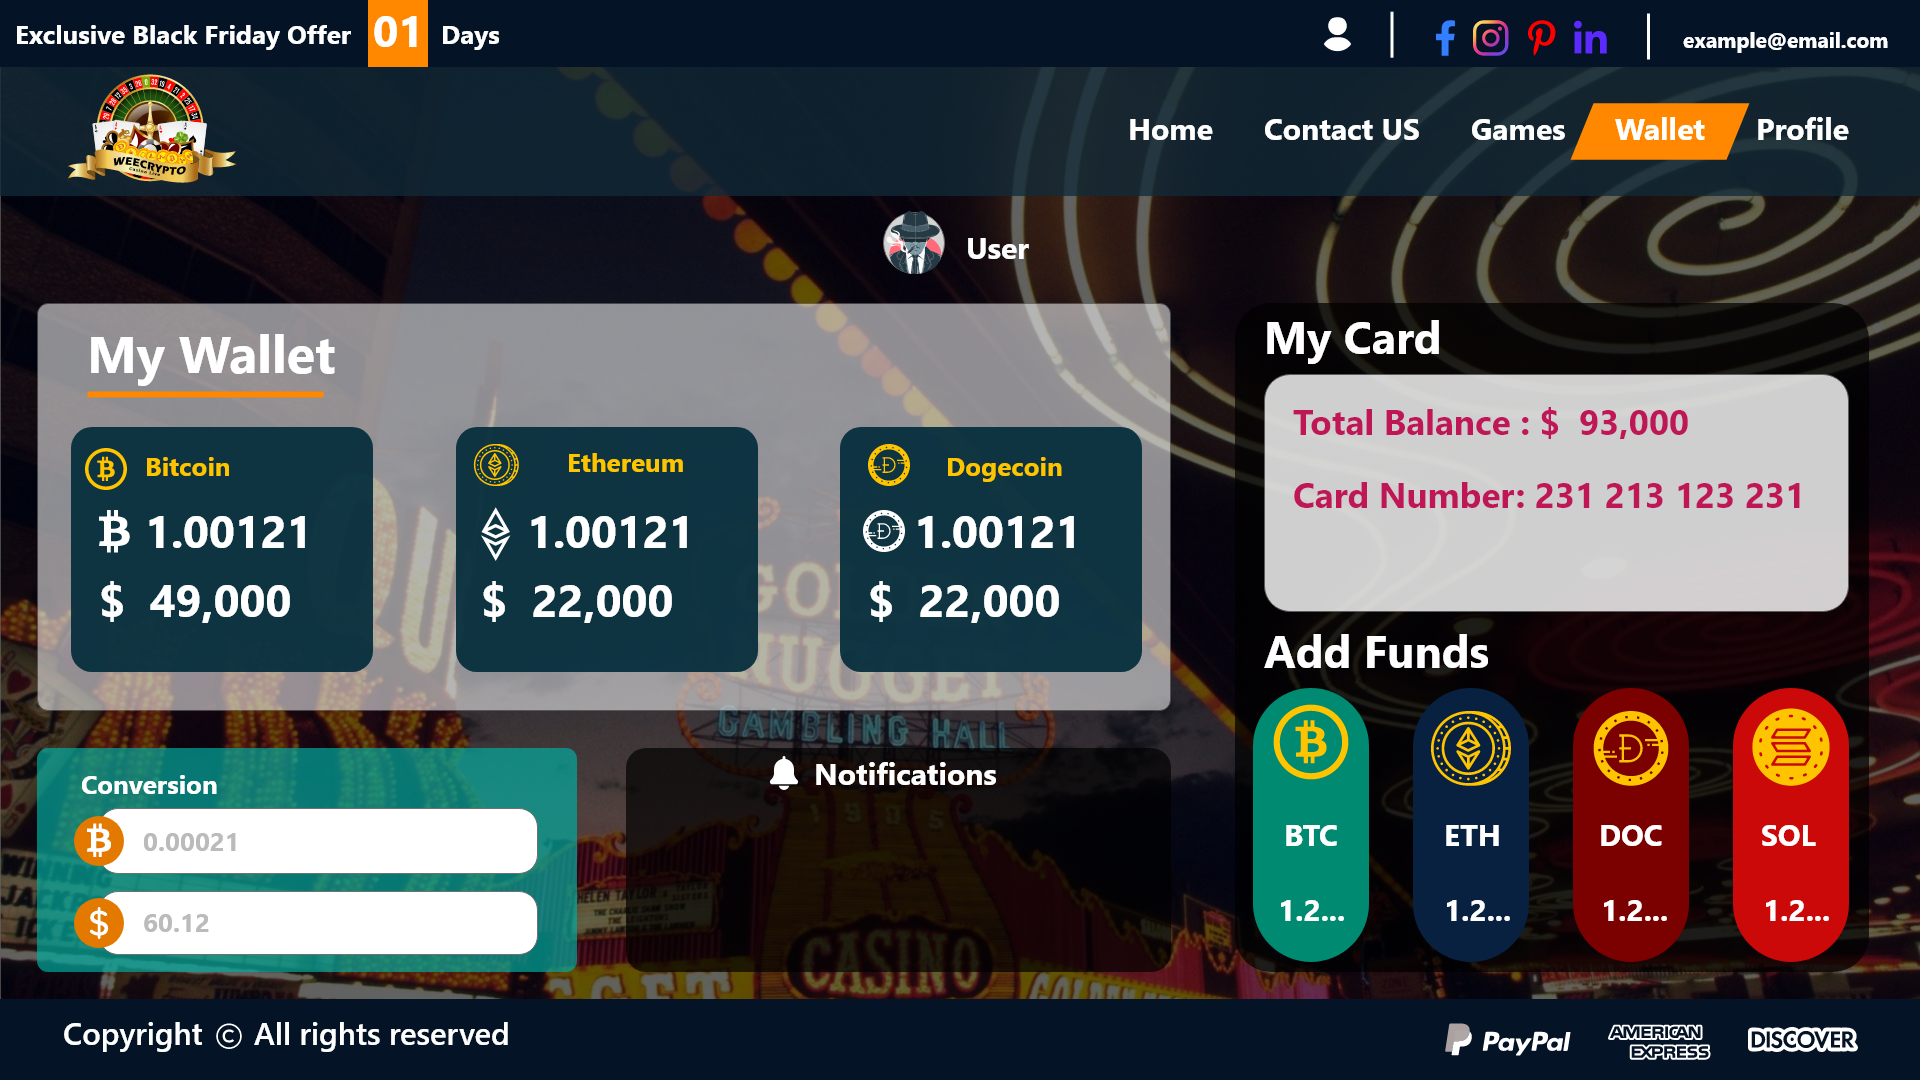 Exclusive Black Friday Offer 01 Days
example@email.com
WEECRYPTO
Casino Live
Home Contact US Games Wallet Profile
User
My Wallet
Bitcoin
1.00121
$ 49,000
Ethereum
1.00121
$ 22,000
Dogecoin
1.00121
$ 22,000
My Card
Total Balance : $ 93,000
Card Number: 231 213 123 231
Add Funds
BTC
1.2...
ETH
1.2...
DOC
1.2...
SOL
1.2...
Conversion
0.00021
$ 60.12
Notifications
NUGGET
GAMBLING HALL
1905
CASINO
Copyright © All rights reserved
PayPal
AMERICAN
EXPRESS
DISCOVER